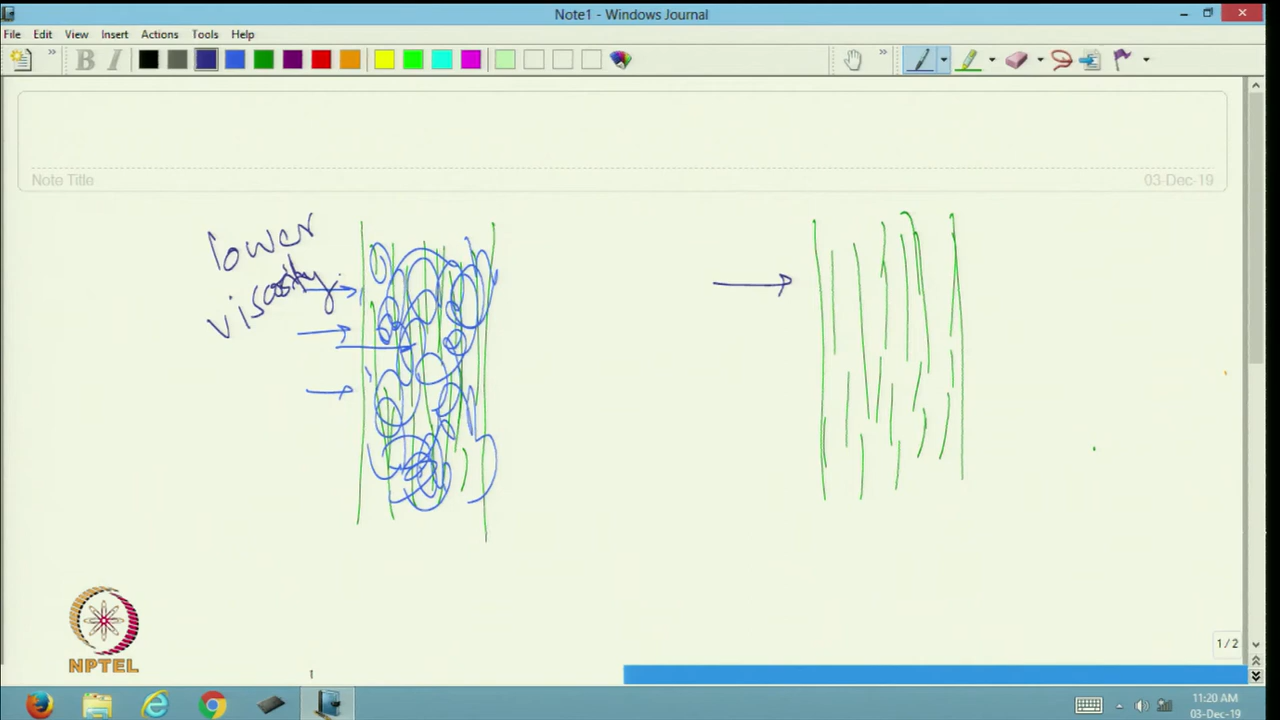 Note1 - Windows Journal
File Edit View Insert Actions Tools Help
B I
Note Title
03-Dec-19
lower
viscosity
1 / 2
NPTEL
11:20 AM
03-Dec-19